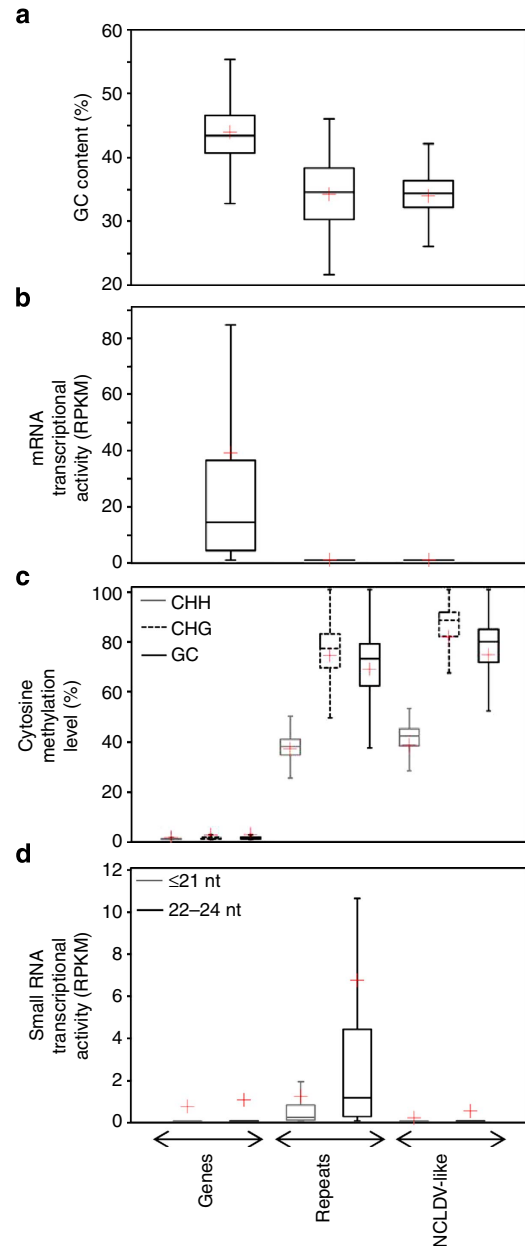 a
GC content (%)
60
50
40
30
20
b
mRNA
transcriptional
activity (RPKM)
80
60
40
20
0
c
Cytosine
methylation
level (%)
100
80
60
40
20
0
CHH
CHG
GC
d
Small RNA
transcriptional
activity (RPKM)
12
10
8
6
4
2
0
≤21 nt
22–24 nt
Genes
Repeats
NCLDV-like